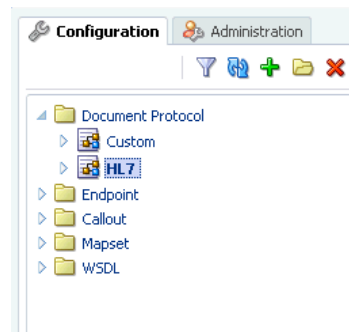 Configuration Administration
Document Protocol
Custom
HL7
Endpoint
Callout
Mapset
WSDL